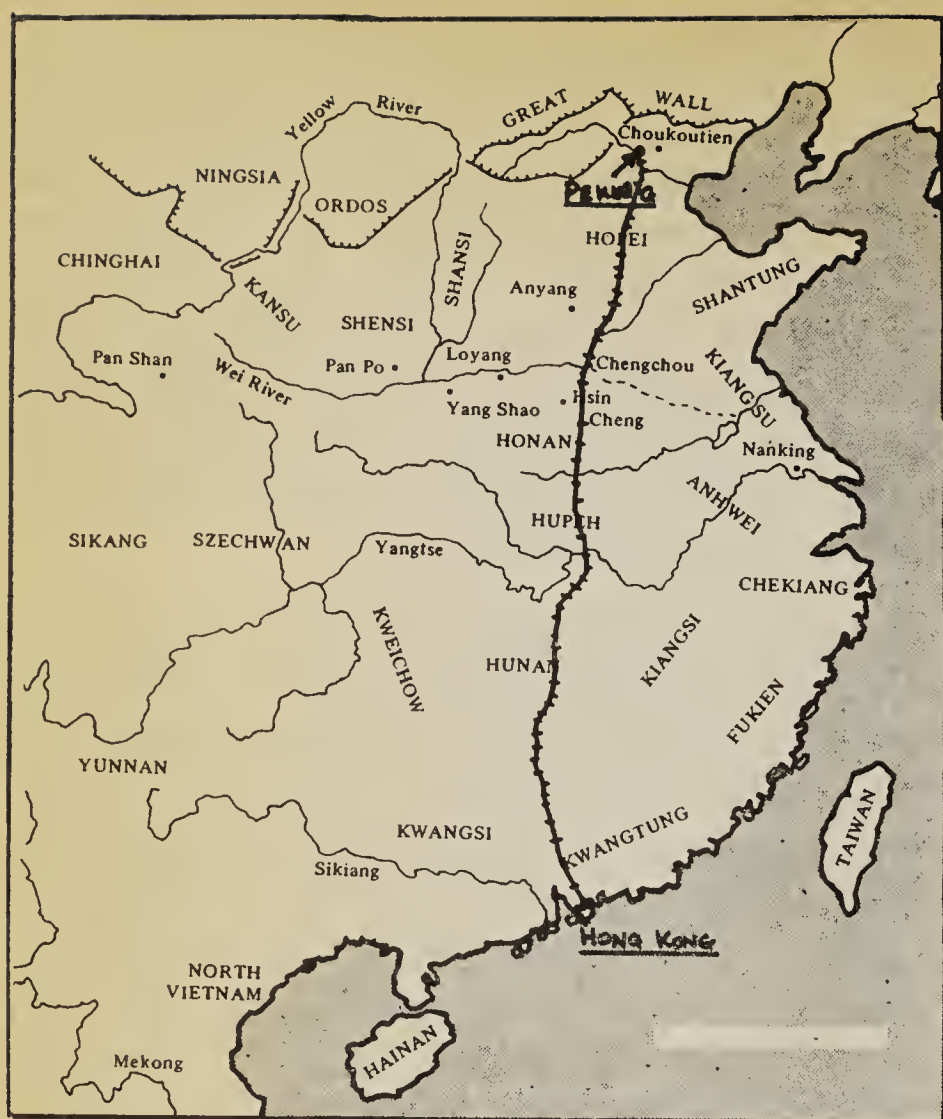 Yellow
River
GREAT
WALL
Choukoutien
PEKING
NINGSIA
ORDOS
HOPEI
CHINGHAI
KANSU
SHANSI
SHANTUNG
Anyang
SHENSI
Pan Shan
Wei River
Pan Po
Loyang
Chengchou
KIANGSU
Yang Shao
Hsin
Cheng
HONAN
Nanking
ANHWEI
HUPEH
SIKANG
SZECHWAN
Yangtse
CHEKIANG
KWEICHOW
HUNAN
KIANGSI
FUKIEN
YUNNAN
KWANGSI
KWANGTUNG
TAIWAN
Sikiang
HONG KONG
NORTH
VIETNAM
HAINAN
Mekong